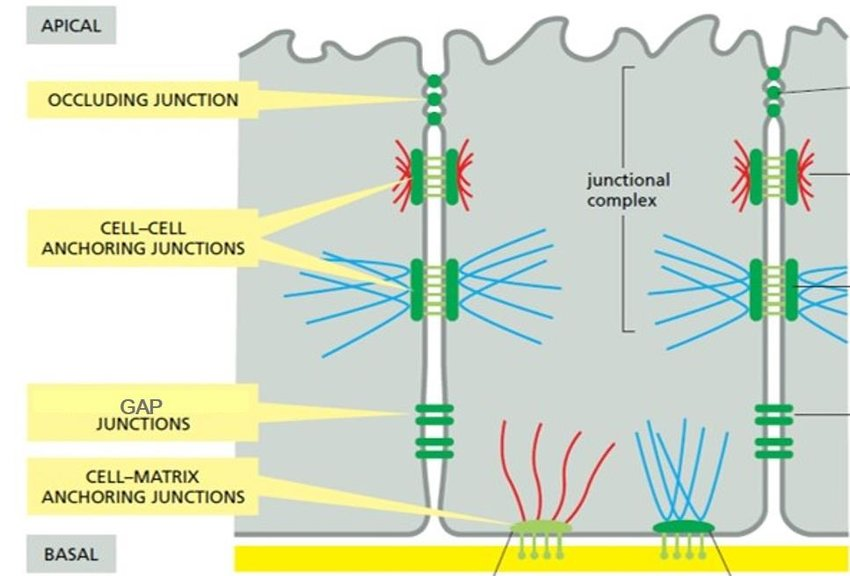 APICAL
OCCLUDING JUNCTION
junctional
complex
CELL–CELL
ANCHORING JUNCTIONS
GAP
JUNCTIONS
CELL–MATRIX
ANCHORING JUNCTIONS
BASAL